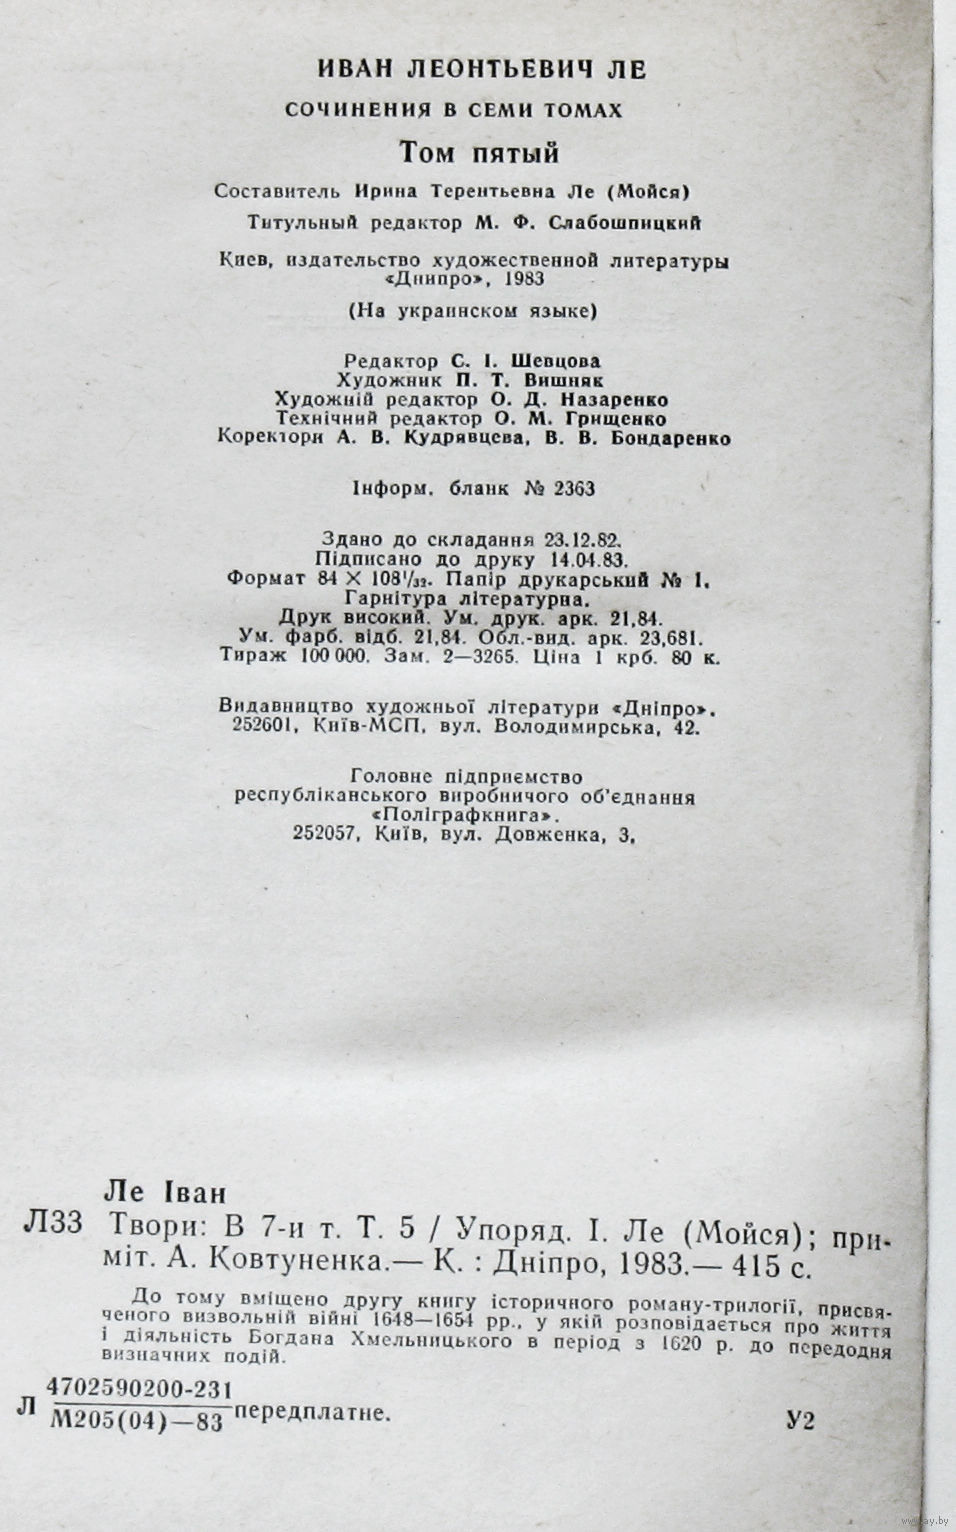 ИВАН ЛЕОНТЬЕВИЧ ЛЕ
СОЧИНЕНИЯ В СЕМИ ТОМАХ
Том пятый
Составитель Ирина Терентьевна Ле (Мойся)
Титульный редактор М. Ф. Слабошпицкий
Киев, издательство художественной литературы
«Днипро», 1983
(На украинском языке)
Редактор С. І. Шевцова
Художник П. Т. Вишняк
Художній редактор О. Д. Назаренко
Технічний редактор О. М. Грищенко
Коректори А. В. Кудрявцева, В. В. Бондаренко
Інформ. бланк № 2363
Здано до складання 23.12.82.
Підписано до друку 14.04.83.
Формат 84 × 108¹/₃₂. Папір друкарський № 1.
Гарнітура літературна.
Друк високий. Ум. друк. арк. 21,84.
Ум. фарб. відб. 21,84. Обл.-вид. арк. 23,681.
Тираж 100 000. Зам. 2—3265. Ціна 1 крб. 80 к.
Видавництво художньої літератури «Дніпро».
252601, Київ-МСП, вул. Володимирська, 42.
Головне підприємство
республіканського виробничого об'єднання
«Поліграфкнига».
252057, Київ, вул. Довженка, 3.
Ле Іван
Л33 Твори: В 7-и т. Т. 5 / Упоряд. І. Ле (Мойся); при-
міт. А. Ковтуненка.— К. : Дніпро, 1983.— 415 с.
До тому вміщено другу книгу історичного роману-трилогії, присвя-
ченого визвольній війні 1648—1654 рр., у якій розповідається про життя
і діяльність Богдана Хмельницького в період з 1620 р. до передодня
визначних подій.
4702590200-231
Л М205(04)—83 передплатне.
У2
www.ay.by